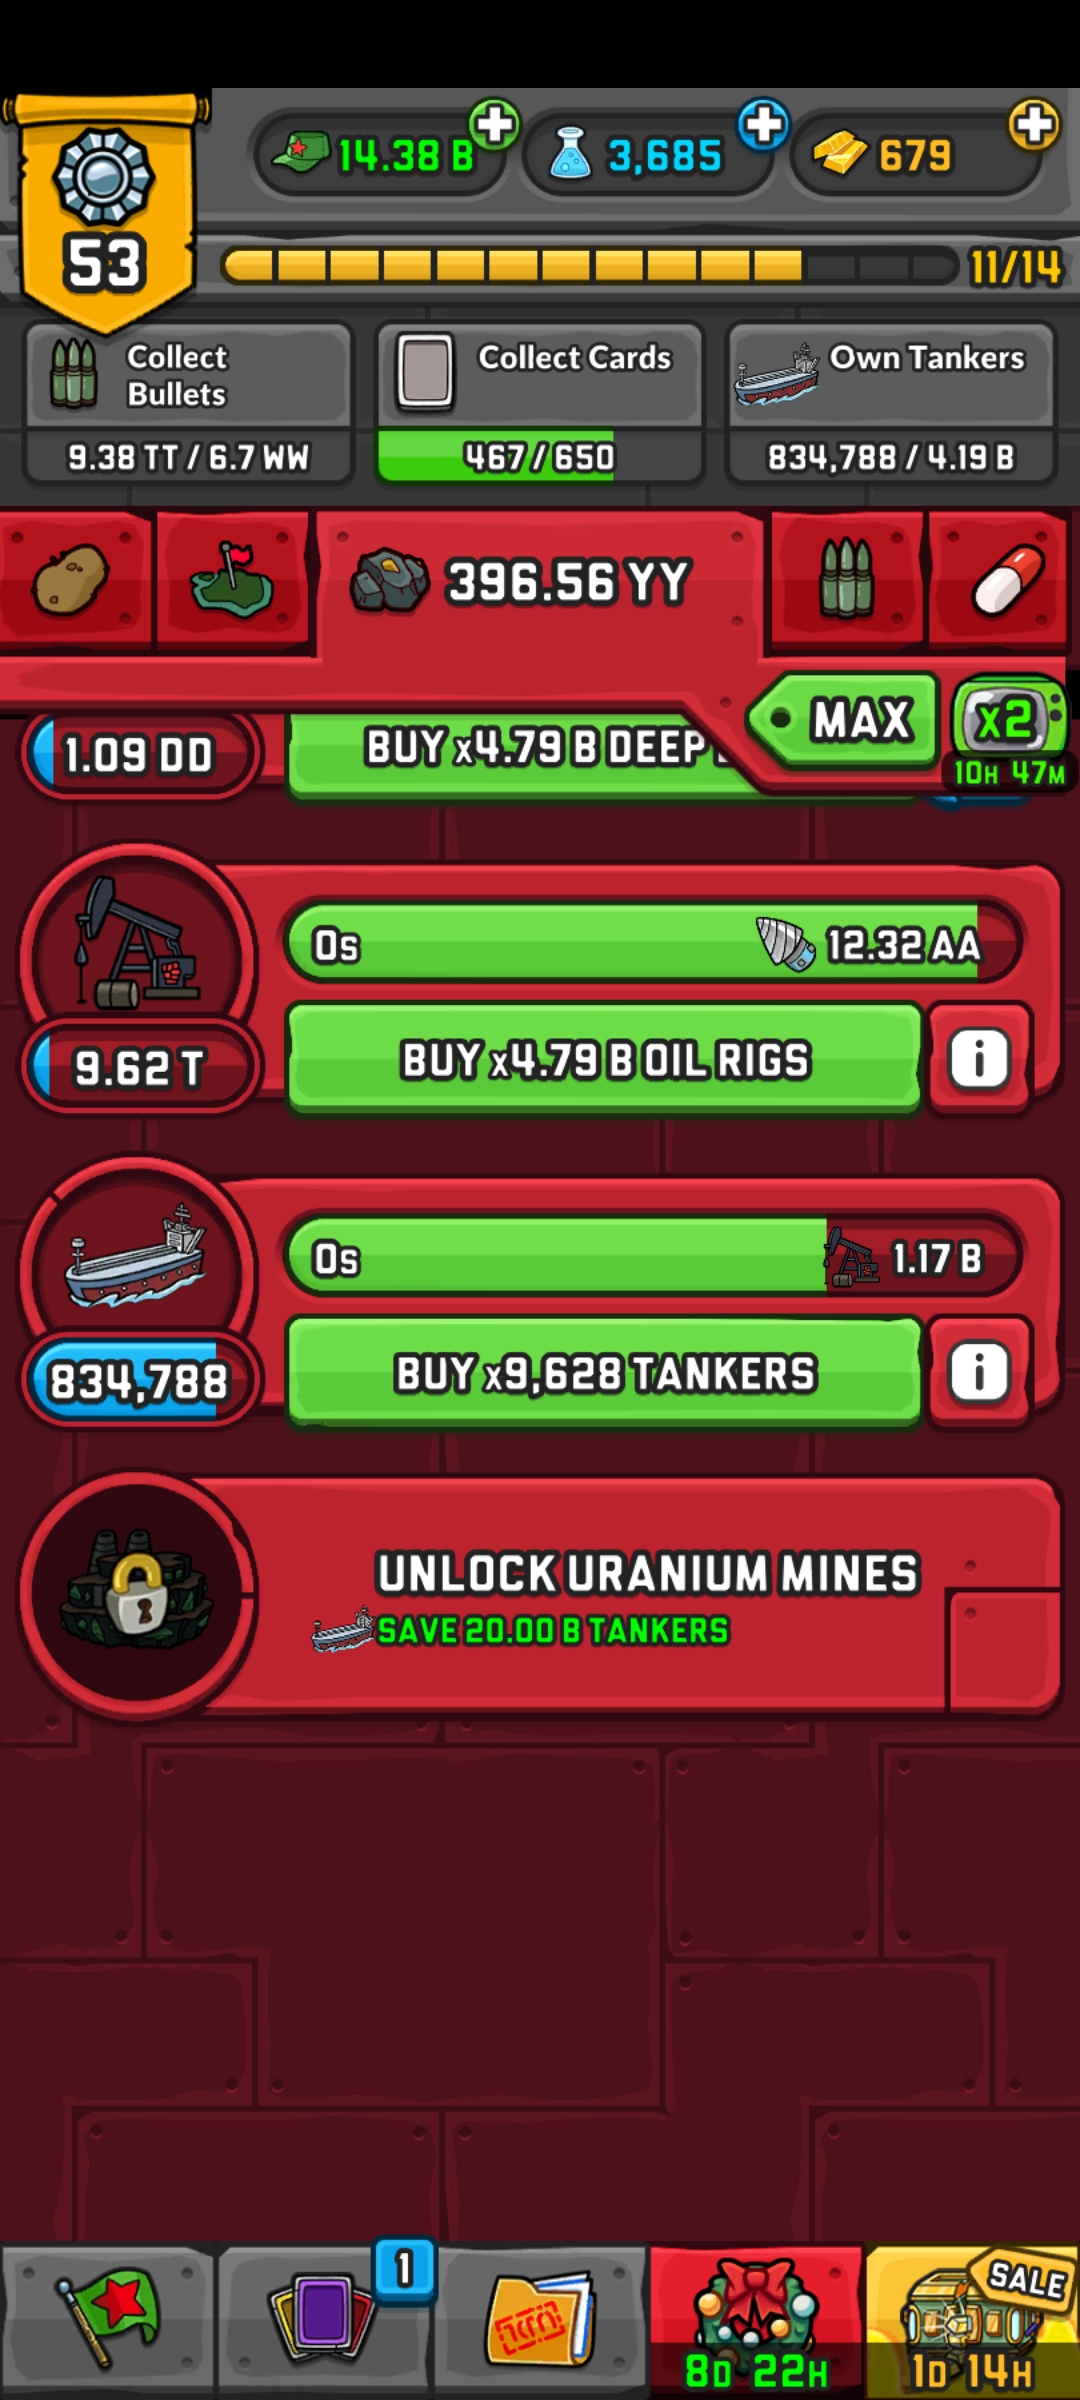 14.38 B
3,685
679
53
11/14
Collect
Bullets
9.38 TT / 6.7 WW
Collect Cards
467/650
Own Tankers
834,788 / 4.19 B
396.56 YY
MAX
x2
10H 47M
1.09 DD
BUY x4.79 B DEEP
0s
12.32 AA
9.62 T
BUY x4.79 B OIL RIGS
i
0s
1.17 B
834,788
BUY x9,628 TANKERS
i
UNLOCK URANIUM MINES
SAVE 20.00 B TANKERS
1
8D 22H
SALE
1D 14H